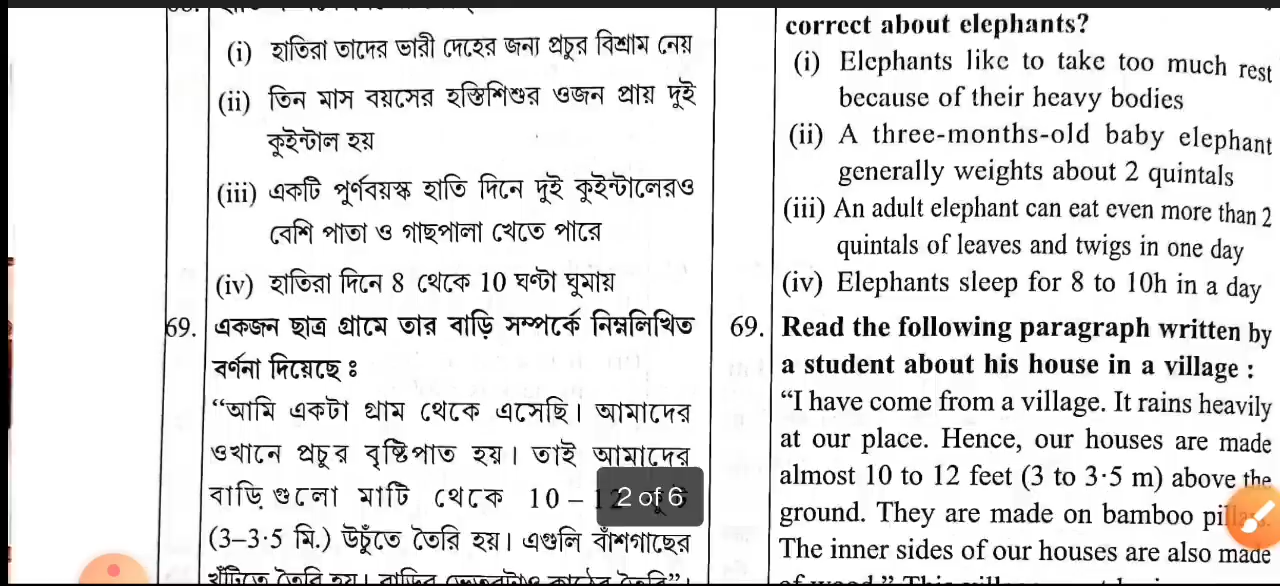 (i) হাতিরা তাদের ভারী দেহের জন্য প্রচুর বিশ্রাম নেয়
(ii) তিন মাস বয়সের হস্তিশিশুর ওজন প্রায় দুই
কুইন্টাল হয়
(iii) একটি পূর্ণবয়স্ক হাতি দিনে দুই কুইন্টালেরও
বেশি পাতা ও গাছপালা খেতে পারে
(iv) হাতিরা দিনে 8 থেকে 10 ঘণ্টা ঘুমায়
69. একজন ছাত্র গ্রামে তার বাড়ি সম্পর্কে নিম্নলিখিত
বর্ণনা দিয়েছে ঃ
“আমি একটা গ্রাম থেকে এসেছি। আমাদের
ওখানে প্রচুর বৃষ্টিপাত হয়। তাই আমাদের
বাড়ি গুলো মাটি থেকে 10 –
(3–3·5 মি.) উচুঁতে তৈরি হয়। এগুলি বাঁশগাছের
খুঁটিতে তৈরি হয়। বাড়ির ভেতরটাও কাঠের তৈরি”।
correct about elephants?
(i) Elephants like to take too much rest
because of their heavy bodies
(ii) A three-months-old baby elephant
generally weights about 2 quintals
(iii) An adult elephant can eat even more than 2
quintals of leaves and twigs in one day
(iv) Elephants sleep for 8 to 10h in a day
69. Read the following paragraph written by
a student about his house in a village :
“I have come from a village. It rains heavily
at our place. Hence, our houses are made
almost 10 to 12 feet (3 to 3·5 m) above the
ground. They are made on bamboo
The inner sides of our houses are also made
of wood.”
2 of 6